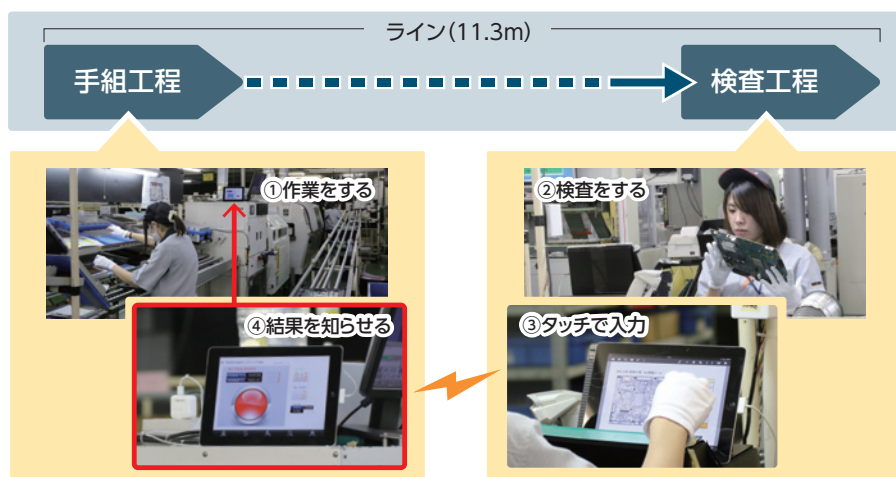 ライン(11.3m)
手組工程
検査工程
①作業をする
②検査をする
④結果を知らせる
③タッチで入力